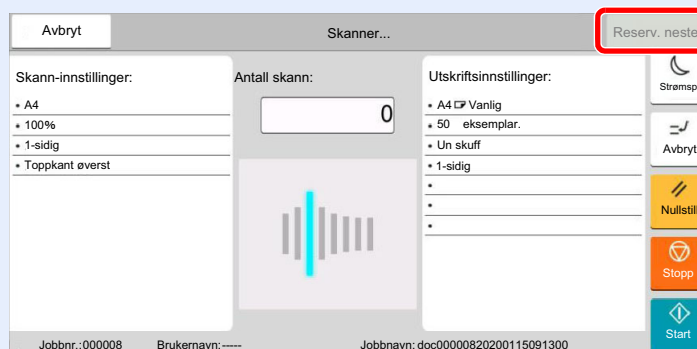 Avbryt
Skanner...
Reserv. neste
Skann-innstillinger:
A4
100%
1-sidig
Toppkant øverst
Antall skann:
0
Utskriftsinnstillinger:
A4 Vanlig
50 eksemplar.
Un skuff
1-sidig
Strømsp
Avbryt
Nullstill
Stopp
Start
Jobbnr.:000008 Brukernavn:----- Jobbnavn: doc00000820200115091300